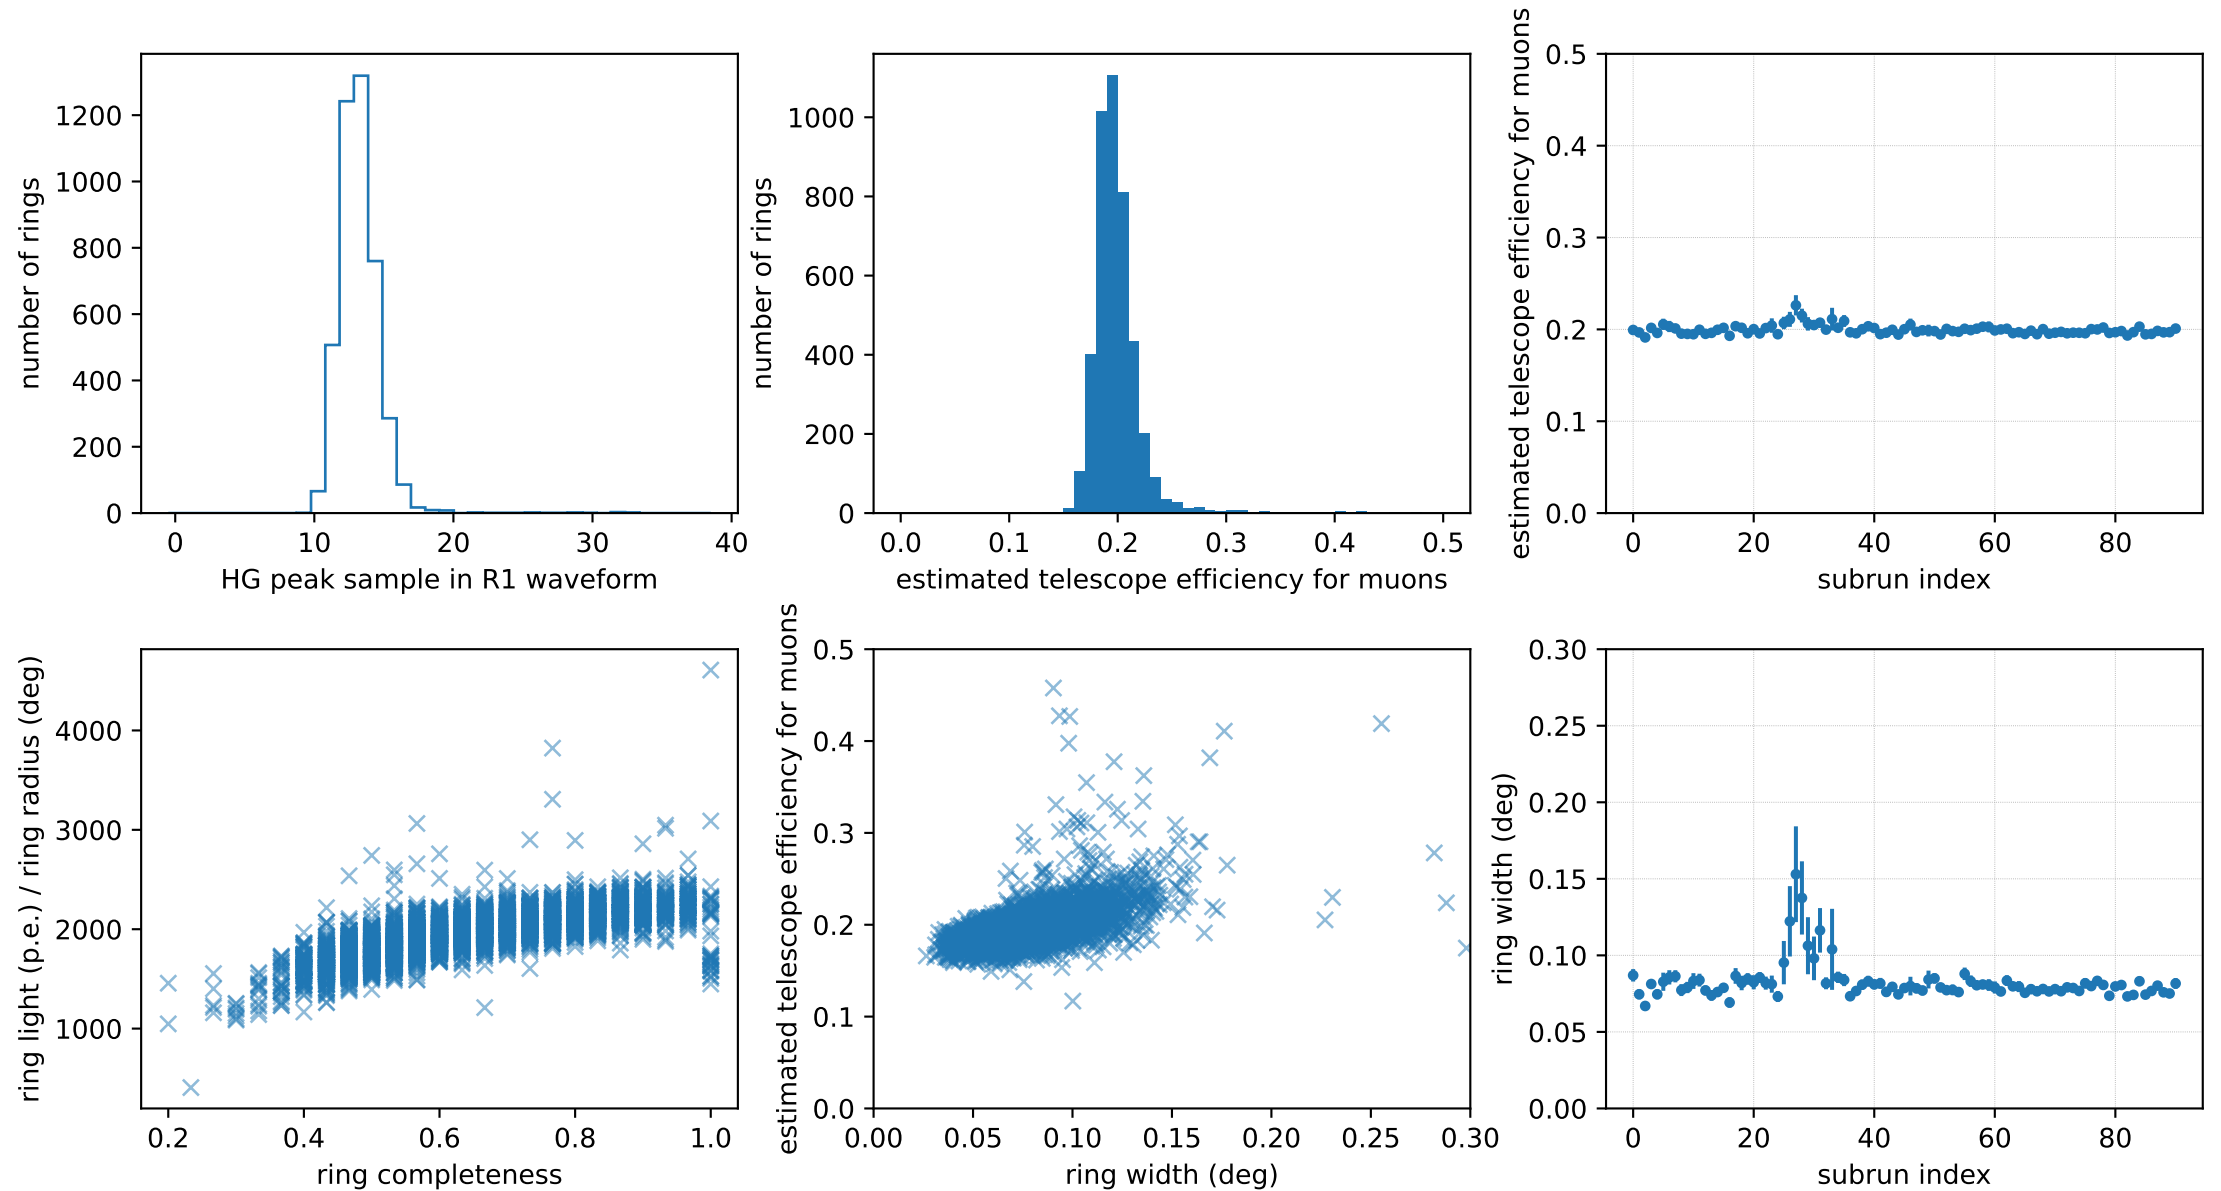 number of rings
1200
1000
800
600
400
200
0
0 10 20 30 40
HG peak sample in R1 waveform
number of rings
1000
800
600
400
200
0
0.0 0.1 0.2 0.3 0.4 0.5
estimated telescope efficiency for muons
estimated telescope efficiency for muons
0.5
0.4
0.3
0.2
0.1
0.0
0 20 40 60 80
subrun index
ring light (p.e.) / ring radius (deg)
4000
3000
2000
1000
0.2 0.4 0.6 0.8 1.0
ring completeness
estimated telescope efficiency for muons
0.5
0.4
0.3
0.2
0.1
0.0
0.00 0.05 0.10 0.15 0.20 0.25 0.30
ring width (deg)
ring width (deg)
0.30
0.25
0.20
0.15
0.10
0.05
0.00
0 20 40 60 80
subrun index